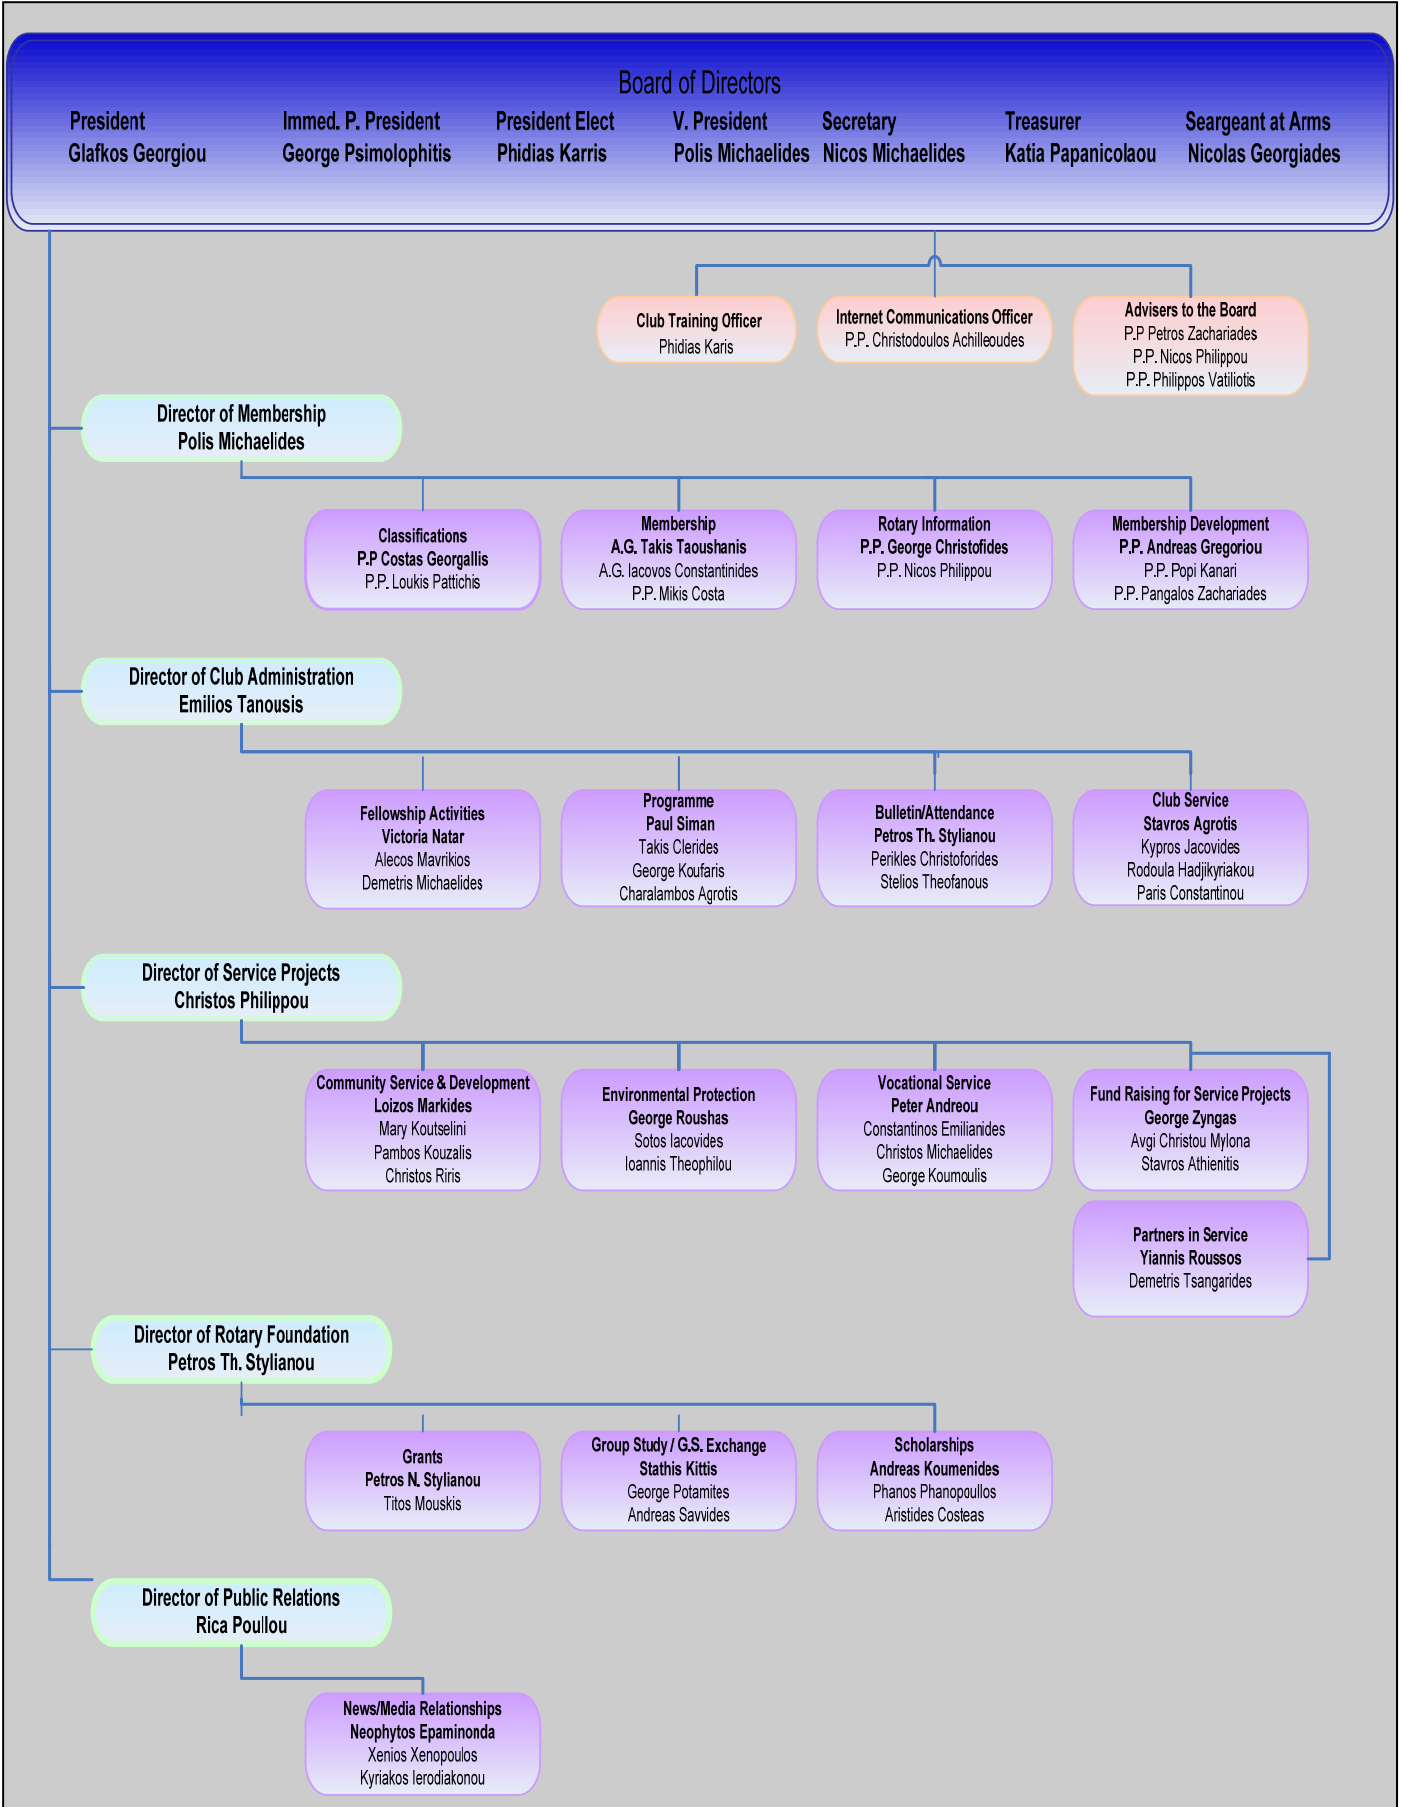 Board of Directors
President Immed. P. President President Elect V. President Secretary Treasurer Seargeant at Arms
Glafkos Georgiou George Psimolophitis Phidias Karris Polis Michaelides Nicos Michaelides Katia Papanicolaou Nicolas Georgiades
Club Training Officer
Phidias Karis
Internet Communications Officer
P.P. Christodoulos Achilleoudes
Advisers to the Board
P.P Petros Zachariades
P.P. Nicos Philippou
P.P. Philippos Vatiliotis
Director of Membership
Polis Michaelides
Classifications
P.P Costas Georgallis
P.P. Loukis Pattichis
Membership
A.G. Takis Taoushanis
A.G. Iacovos Constantinides
P.P. Mikis Costa
Rotary Information
P.P. George Christofides
P.P. Nicos Philippou
Membership Development
P.P. Andreas Gregoriou
P.P. Popi Kanari
P.P. Pangalos Zachariades
Director of Club Administration
Emilios Tanousis
Fellowship Activities
Victoria Natar
Alecos Mavrikios
Demetris Michaelides
Programme
Paul Siman
Takis Clerides
George Koufaris
Charalambos Agrotis
Bulletin/Attendance
Petros Th. Stylianou
Perikles Christoforides
Stelios Theofanous
Club Service
Stavros Agrotis
Kypros Jacovides
Rodoula Hadjikyriakou
Paris Constantinou
Director of Service Projects
Christos Philippou
Community Service & Development
Loizos Markides
Mary Koutselini
Pambos Kouzalis
Christos Riris
Environmental Protection
George Roushas
Sotos Iacovides
Ioannis Theophilou
Vocational Service
Peter Andreou
Constantinos Emilianides
Christos Michaelides
George Koumoulis
Fund Raising for Service Projects
George Zyngas
Avgi Christou Mylona
Stavros Athienitis
Partners in Service
Yiannis Roussos
Demetris Tsangarides
Director of Rotary Foundation
Petros Th. Stylianou
Grants
Petros N. Stylianou
Titos Mouskis
Group Study / G.S. Exchange
Stathis Kittis
George Potamites
Andreas Savvides
Scholarships
Andreas Koumenides
Phanos Phanopoullos
Aristides Costeas
Director of Public Relations
Rica Poullou
News/Media Relationships
Neophytos Epaminonda
Xenios Xenopoulos
Kyriakos Ierodiakonou